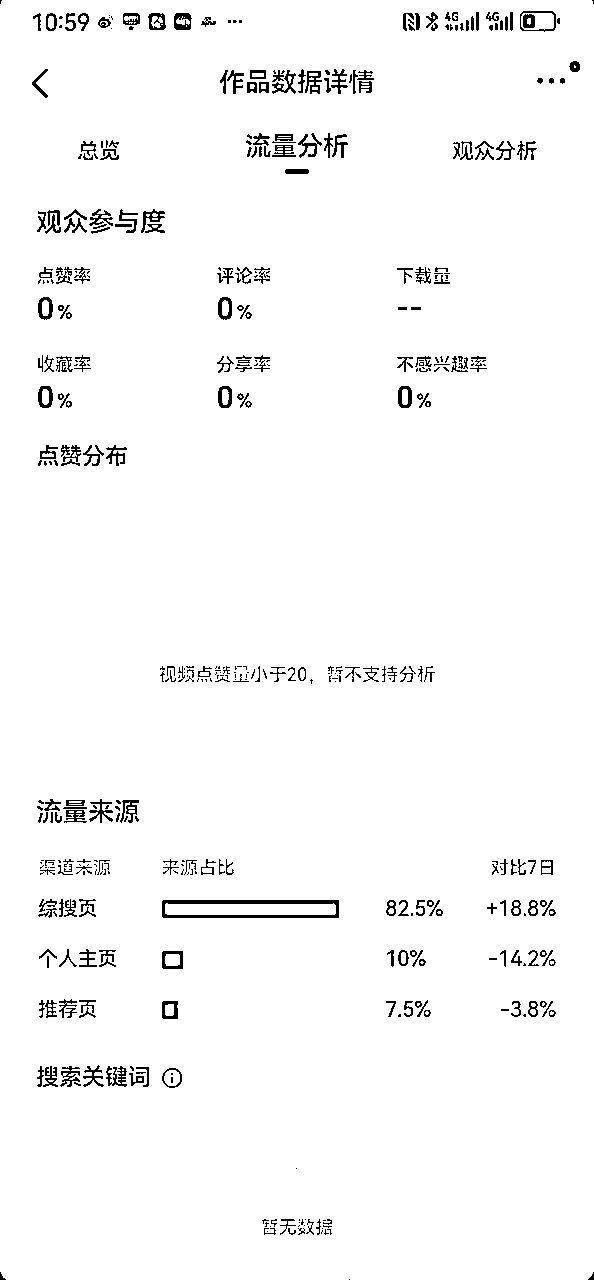 10:59
4G 4G
作品数据详情
总览 流量分析 观众分析
观众参与度
点赞率 评论率 下载量
0% 0% --
收藏率 分享率 不感兴趣率
0% 0% 0%
点赞分布
视频点赞量小于20，暂不支持分析
流量来源
渠道来源 来源占比 对比7日
综搜页 82.5% +18.8%
个人主页 10% -14.2%
推荐页 7.5% -3.8%
搜索关键词
暂无数据